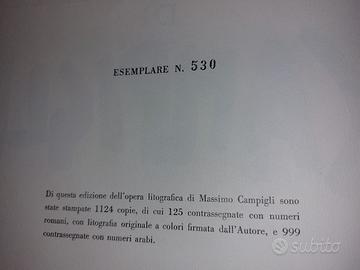 ESEMPLARE N. 530
Di questa edizione dell'opera litografica di Massimo Campigli sono
state stampate 1124 copie, di cui 125 contrassegnate con numeri
romani, con litografia originale a colori firmata dall'Autore, e 999
contrassegnate con numeri arabi.
subito